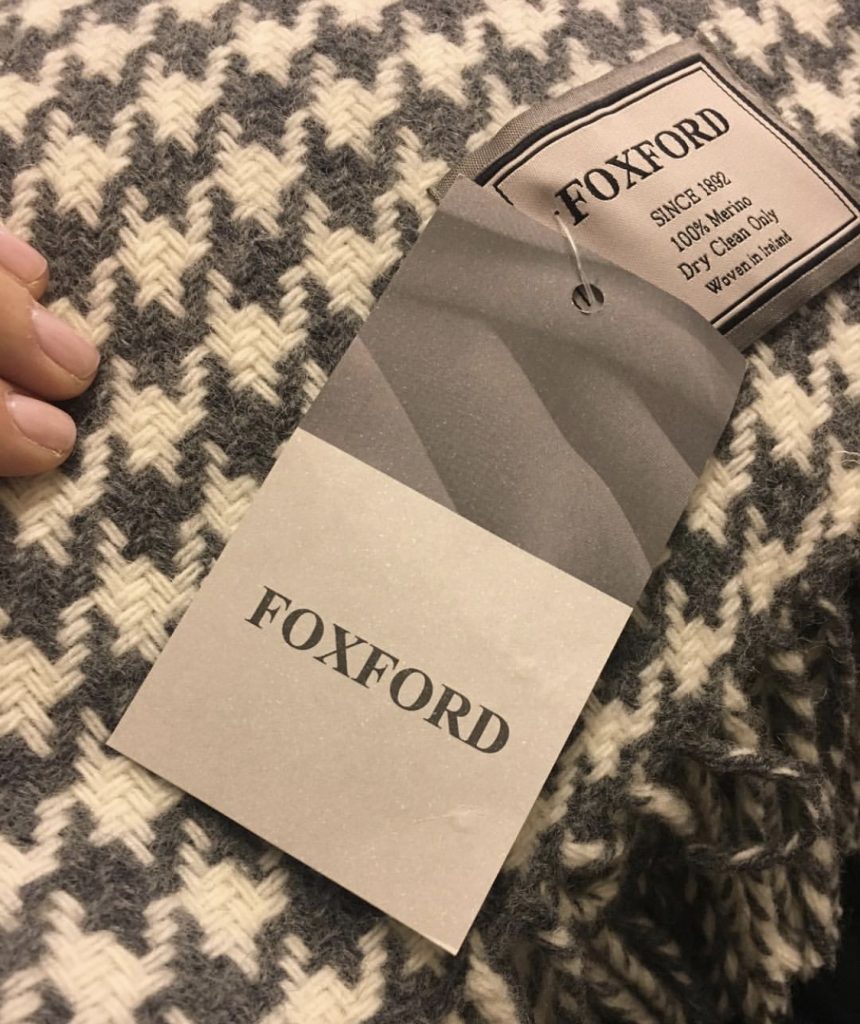 FOXFORD
SINCE 1892
100% Merino
Dry Clean Only
Woven in Ireland
FOXFORD